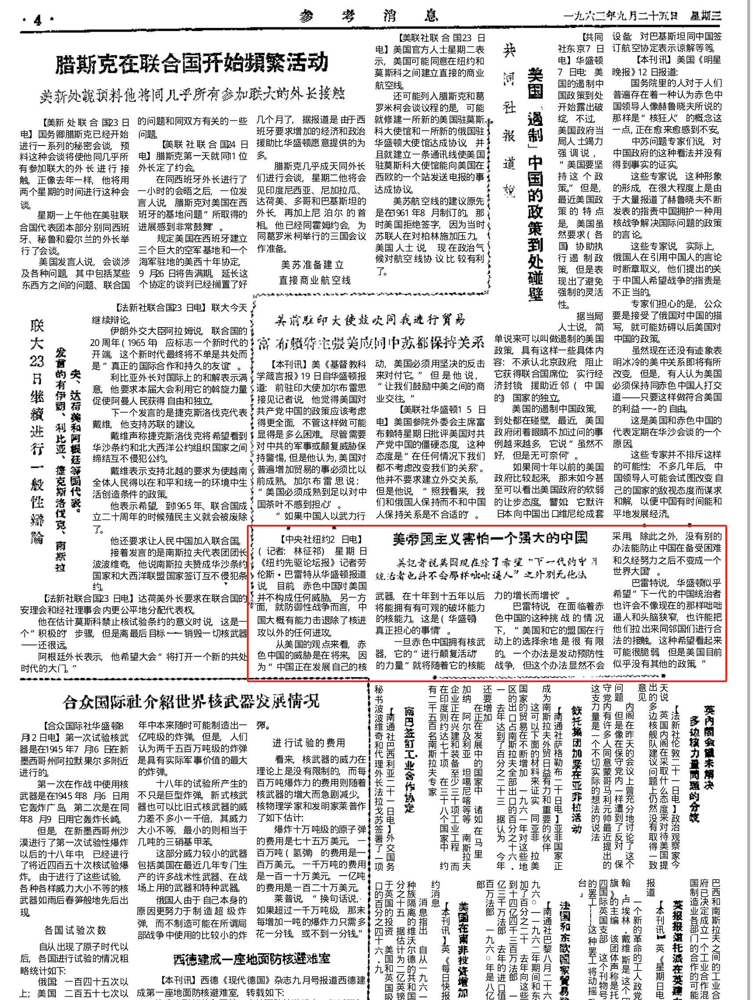 · 4 ·
参考消息
一九六三年九月二十五日 星期三
腊斯克在联合国开始頻繁活动
美新处說預料他将同几乎所有参加联大的外长接触
【美新处联合国23日
电】国务卿腊斯克已经开始
进行一系列的秘密会谈,预
料这种会谈将使他同几乎所
有参加联大的外长进行接
触。正像去年一样,他将用
两个星期的时间进行这种会
谈。
星期一上午他在美驻联
合国代表团本部分别同西班
牙、秘鲁和爱尔兰的外长举
行了会谈。
美国发言人说,会谈涉
及各种问题,其中包括某些
东西方之间的问题、联合国
的问题和同双方有关的一些
问题。
【美联社联合国24日
电】腊斯克第一天就同11位
外长定了约会。
在同西班牙外长进行了
一小时的会晤之后,一位发
言人说,腊斯克对美国在西
班牙的基地问题“所取得的
进展感到非常鼓舞”。
规定美国在西班牙建立
三个巨大的空军基地和一个
海军驻地的美西十年协定,
9月26日将告满期。延长这
个协定的谈判已经搁置了好
几个月了,据报道是由于西
班牙要求增加的经济和政治
援助比华盛顿愿意提供的为
多。
腊斯克几乎成天同外长
们进行会谈,星期二他将会
见印度尼西亚、尼加拉瓜、
达荷美、多哥和巴基斯坦的
外长,再加上尼泊尔的首
相。他已经同霍姆约会,为
同葛罗米柯举行的三国会议
作准备。
美苏准备建立
直接商业航空线
【美联社联合国23日
电】美国官方人士星期二表
示,美国可能同意在纽约和
莫斯科之间建立直接的商业
航空线。
还可能列入腊斯克和葛
罗米柯会谈议程的是,可能
就修建一所新的美国驻莫斯
科大使馆和一所新的俄国驻
华盛顿大使馆达成协议,并
且就建立一条通讯线使美国
驻莫斯科大使馆能向美国在
西欧的一个站发送电报的事
达成协议。
美苏航空线的建议原先
是在1961年8月制订的。那
时美国拒绝签字,因为当时
苏联人在对柏林施加压力。
美国人士说,现在政治气
候对航空线协议比较有利
了。
共同社报道說
美国「遏制」中国的政策到处碰壁
【共同
社东京7日
电】华盛顿
7日电:美
国的遏制中
国政策到处
开始露出破
绽,不过,
美国政府当
局人士竭力
强调说,
“美国要坚
持这个政
策。”但是,
最近美国政
策的特点
是,美国虽
然要求(各
国)协助执
行遏制政
策,但是表
现出了避免
强制的灵活
性。
据当局
人士说,简
单说来可以叫做遏制的美国
政策,具有这样一些具体内
容:不承认北京政府;阻止
它获得联合国席位;实行经
济封锁;援助近邻(中国
的)国家的独立。
美国的遏制中国政策,
到处都在碰壁,最近,美国
政府闭着眼睛不加过问的事
例越来越多,它说“虽然不
好,但是无可奈何”。
如果同十年以前的美国
政府比较起来,那末如今甚
至可以看出美国政府的软弱
的让步态度。譬如:它默许
日本向中国出口维尼纶成套
设备;对巴基斯坦同中国签
订航空协定表示谅解等等。
【本刊讯】美国《明星
晚报》12日报道:
国务院里的人对于人们
普遍存在着一种认为赤色中
国领导人像赫鲁晓夫所说的
那样是“核狂人”的概念这
一点,正在愈来愈感到不安。
中苏问题专家们说,对
中国政府的这种看法并没有
得到事实的证实。
这些专家说,这种形象
的形成,在很大程度上是由
于大量报道了赫鲁晓夫不断
发表的指责中国拥护一种用
核战争解决国际问题的政策
的言论。
这些专家说,实际上,
俄国人在引用中国人的言论
时断章取义,他们提出的关
于中国人希望战争的指责是
不正当的。
专家们担心的是,公众
要是接受了俄国对中国的描
写,就可能妨碍以后美国对
中国的政策。
虽然现在还没有迹象表
明冰冷的美中关系即将有所
改变,但是,有人认为美国
必须保持同赤色中国人打交
道——只要这样做符合美国
的利益——的自由。
这是美国和赤色中国的
代表定期在华沙会谈的一个
原因。
这些专家并不排斥这样
的可能性:不多几年后,中
国领导人可能会试图改变自
己的国家的敌视态度而谋求
和解,以便中国有时间能和
平地发展经济。
联大23日继續进行一般性辯論
发言的有伊朗、利比亚、捷克斯洛伐克、南斯拉
夫、达荷美和阿根廷等国代表。
【法新社联合国23日电】联大今天
继续辩论。
伊朗外交大臣阿拉姆说,联合国的
20周年(1965年)应标志一个新时代的
开端,这个新时代最终将不单是共处而
是“真正的国际合作和持久的友谊”。
利比亚外长对国际上的和解表示满
意,他要求本届大会利用它的斡旋力量
促使阿曼人民获得自由和独立。
下一个发言的是捷克斯洛伐克代表
戴维,他支持苏联的建议。
戴维声称捷克斯洛伐克将希望看到
华沙条约和北大西洋公约组织国家之间
缔结互不侵犯公约。
戴维表示支持北越的要求为使越南
全体人民得以在和平和统一的环境中生
活创造条件的政策。
他表示希望,到1965年、联合国成
立二十周年的时候殖民主义就会被废除
了。
他还要求让人民中国加入联合国。
接着发言的是南斯拉夫代表团团长
波波维奇。他说南斯拉夫赞成华沙条约
国家和大西洋联盟国家签订互不侵犯条
约。
【法新社联合国23日电】达荷美外长要求在联合国的
安理会和经社理事会内更公平地分配代表权。
他在估计莫斯科禁止核试验条约的意义时说,这是一
个“积极的”步骤,但是离最后目标——销毁一切核武器
——还很远。
阿根廷外长表示,他希望大会“将打开一个新的共处
时代的大门。”
美前駐印大使鼓吹同我进行貿易
富布賴特主張美应同中苏都保持关系
【本刊讯】美《基督教科
学箴言报》19日自华盛顿报
道:前驻印大使加尔布雷思
接见记者说,他觉得美国对
共产党中国的政策应该考虑
得更全面,不管这样做可能
显得是多么困难。尽管需要
对中共的军事或颠复威胁保
持警惕,但是他认为,美国对
普遍增加贸易的事必须比以
前成熟。加尔布雷思说:
“美国必须成熟到足以对中
国茶叶不感到担心”。
“如果中国人以武力行
动,美国必须用坚决的反击
来对付它。”但是他说,
“让我们鼓励中美之间的商
业交往。”
【美联社华盛顿15日
电】美国参院外委会主席富
布赖特星期日批评美国对共
产党中国的僵硬态度,这种
态度是“在任何情况下我们
都不考虑改变我们的关系”。
他并不要求建立外交关系,
但是他说,“照我看来,我
们和俄国人保持而不和中国
人保持关系是不合适的”。
美帝国主义害怕一个强大的中国
美記者說美国現在除了希望“下一代的中国
統治者也許不会那样咄咄逼人”之外别无他法
【中央社纽约2日电】
(记者:林征祁)星期日
《纽约先驱论坛报》记者劳
伦斯·巴雷特从华盛顿报道
说,目前,赤色中国对美国
并不构成任何威胁。另一方
面,就防御性战争而言,中
国大概有能力击退除了核进
攻以外的任何进攻。
从美国的观点来看,赤
色中国的威胁是在将来。因
为“中国正在发展自己的核
武器,在十年到十五年以后
将能拥有有可观的破坏能力
的核能力。这是(华盛顿)
真正担心的事情”。
一旦赤色中国拥有核武
器,它的“进行颠复活动”
的力量“就将随着它的核能
力的增长而增长”。
巴雷特说,在面临着赤
色中国的这种挑战的情况
下,“美国和它的盟国在行
动上的选择余地是很有限
的。一个办法是发动预防性
战争,但这个办法显然不会
采用。除此之外,没有别的
办法能防止中国在备受困难
和久经努力之后不变成一个
世界大国”。
巴雷特说,华盛顿似乎
希望“下一代的中国统治者
也许会不像现在的那样咄咄
逼人和头脑狭窄,也许能把
他们拉出来同邻国们进行合
法的接触。这种希望看起来
可能很脆弱,但是美国目前
似乎没有其他的政策。”
合众国际社介紹世界核武器发展情况
【合众国际社华盛顿8
月12日电】第一次试验核武
器是在1945年7月16日在新
墨西哥州阿拉默果尔多附近
进行的。
第一次在作战中使用核
武器是在1945年8月6日用
它轰炸广岛。第二次是在同
年8月9日用它轰炸长崎。
但是,在新墨西哥州沙
漠进行了第一次试验性爆炸
以后的十八年中,已经进行
了将近四百五十次核试验爆
炸。由于进行了这些试验,
各种各样威力大小不等的核
武器如雨后春笋般地先后出
现。
各国试验次数
自从出现了原子时代以
后,各国进行试验的情况粗
略统计如下:
俄国:一百四十五次以
上;美国:二百五十七次以
年中本来随时可能制造出一
亿吨级的炸弹。但是,人们
认为两千五百万吨级的炸弹
是具有实际军事价值的最大
的炸弹。
十八年的试验所产生的
不只是巨型炸弹。新式核武
器也可以比旧式核武器的威
力差不多小一千倍,其威力
大小不等,最小的则相当于
几吨的三硝基甲苯。
这部分威力较小的武器
包括美国在最近几年专门生
产的许多战术性武器、在战
场上用的武器和特种武器。
俄国人由于自己本身的
原因更努力于制造超级炸
弹,而不制造可能在所谓局
部战争中使用的比较小的炸
弹。
进行试验的费用
看来,核武器的威力在
理论上是没有限制的,而每
百万吨爆炸力的费用则随着
核武器的增大而急剧减少。
核物理学家和发明家莱普作
了如下估计:
爆炸十万吨级的原子弹
的费用是七十五万美元。一
百万吨(氢弹)的费用是一
百万美元。一千万吨的费用
是一百一十万美元。一亿吨
的费用是一百二十万美元。
莱普说,“换句话说,
如果超过一千万吨级,那末
每增加一吨的爆炸力只需多
花一分钱,或不到一分钱。”
西德建成一座地面防核避难室
【本刊讯】西德《现代德国》杂志九月号报道西德建
成第一座地面防核避难室,转载如下:
英內閣会議未解决
多边核力量問題的分歧
【法新社伦敦二十一日电】政治观察家今
天说 英国内阁在采取什么态度来对待美国提
出的多边核舰队建议问题上仍然没有取得一致
意见
内阁在昨天的会议上曾充分地讨论了这个
问题 但是像在保守党内一样遭到了反对 保
守党内有许多人同意蒙哥马利元帅最近提出的
这支力量是一个不切实际的想法的说法
鉄托集团加紧在亚非拉活动
【南通社萨格勒布二十日电】亚非国家正
成为南斯拉夫外贸日益有力和重要的伙伴
这可以下面的材料来证实 同亚非 拉美
国家的贸易在不断增加 一九六一年对这些地
区的出口占南斯拉夫全部出口的百分之十六·
一 去年达到了百分之二十三 据认为 今年
还要增加
在正在发展中的国家中 诸如在马里
加纳 阿尔及利亚 坦噶尼喀等等 南斯拉夫
企业正在兴建和装备至少三十项工业工程 而
在印度则约达七十项 在三十八个国家中 约
有二千五百名南斯拉夫专家
南巴签訂工业合作协定
【南通社巴西利亚二十一日电】外交国务
秘书波波维奇和代理外长法拉戈苏签署了一项
巴西和南斯拉夫之间的工业合
府已决定成立一个工业合作混
国制造业各部门的合作的可能
英报报道托派在英建
【本刊讯】英《星期日电
报道
一个新的革命的工人政党
翰·卢埃林·戴维斯是这个
旗》的主编 该团体声称是托
四国际英国支部 这个刊物号
的罢工——这种罢工将动摇
台」
法国和东欧国家貿易
【南通社巴黎八月二十六
九六○—一九六二年期间和东
加了百分之二十 去年向这些
到十四亿四千三百万法郎 一
亿三千万法郎 去年的进口值
百万法郎 一九六○年是八亿
郎
美国在南非投资增加
【本刊讯】英《每日快报
约消息
消息指出 自从一九六一
种族隔离的维沃尔德的共和国
分之十五 据估计为二亿英镑
于英国的投资 美国和英国吸
口的百分之四十六·九